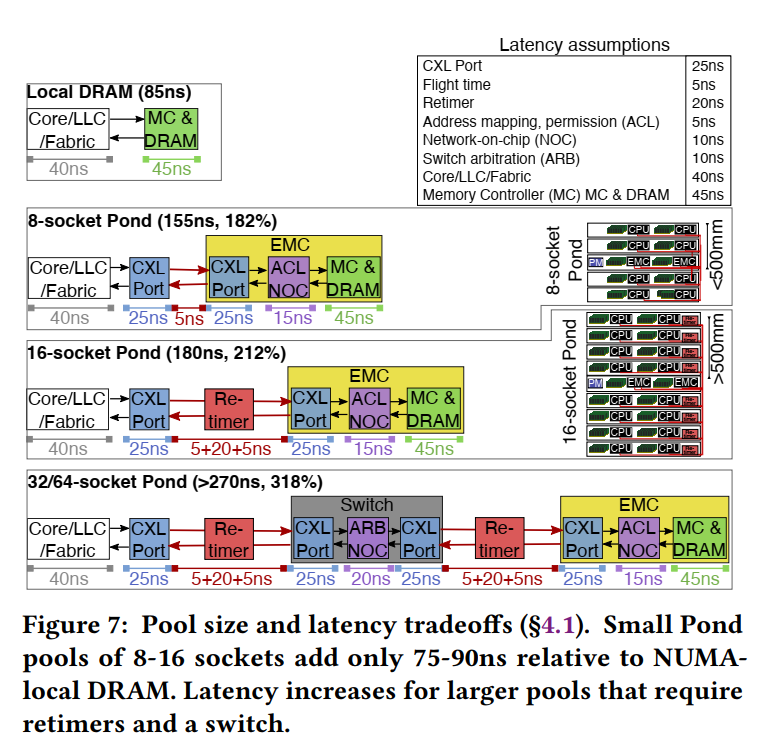 Latency assumptions
CXL Port 25ns
Flight time 5ns
Retimer 20ns
Address mapping, permission (ACL) 5ns
Network-on-chip (NOC) 10ns
Switch arbitration (ARB) 10ns
Core/LLC/Fabric 40ns
Memory Controller (MC) MC & DRAM 45ns
Local DRAM (85ns)
Core/LLC MC &
/Fabric DRAM
40ns 45ns
8-socket Pond (155ns, 182%)
EMC
Core/LLC CXL CXL ACL MC &
/Fabric Port Port NOC DRAM
40ns 25ns 5ns 25ns 15ns 45ns
8-socket
Pond
CPU CPU
CPU CPU
PM EMC EMC
CPU CPU
CPU CPU
<500mm
16-socket Pond (180ns, 212%)
EMC
Core/LLC CXL Re- CXL ACL MC &
/Fabric Port timer Port NOC DRAM
40ns 25ns 5+20+5ns 25ns 15ns 45ns
16-socket Pond
CPU CPU
CPU CPU
CPU CPU
CPU CPU
PM EMC EMC
CPU CPU
CPU CPU
CPU CPU
CPU CPU
>500mm
32/64-socket Pond (>270ns, 318%)
Switch EMC
Core/LLC CXL Re- CXL ARB CXL Re- CXL ACL MC &
/Fabric Port timer Port NOC Port timer Port NOC DRAM
40ns 25ns 5+20+5ns 25ns 20ns 25ns 5+20+5ns 25ns 15ns 45ns
Figure 7: Pool size and latency tradeoffs (§4.1). Small Pond
pools of 8-16 sockets add only 75-90ns relative to NUMA-
local DRAM. Latency increases for larger pools that require
retimers and a switch.